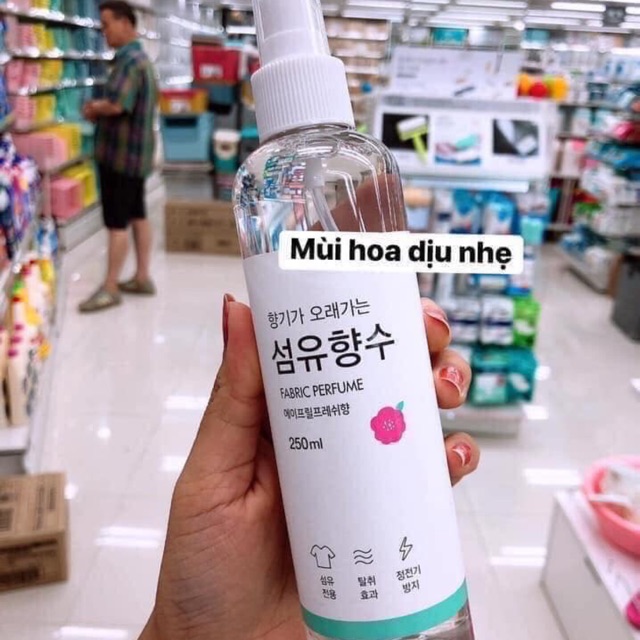 Mùi hoa dịu nhẹ
향기가 오래가는
섬유향수
FABRIC PERFUME
에이프릴프레쉬향
250ml
섬유
전용
탈취
효과
정전기
방지